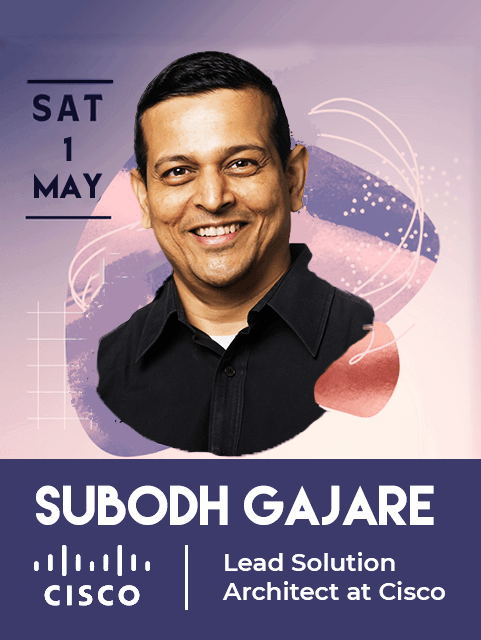 SAT
1
MAY
SUBODH GAJARE
CISCO
Lead Solution
Architect at Cisco